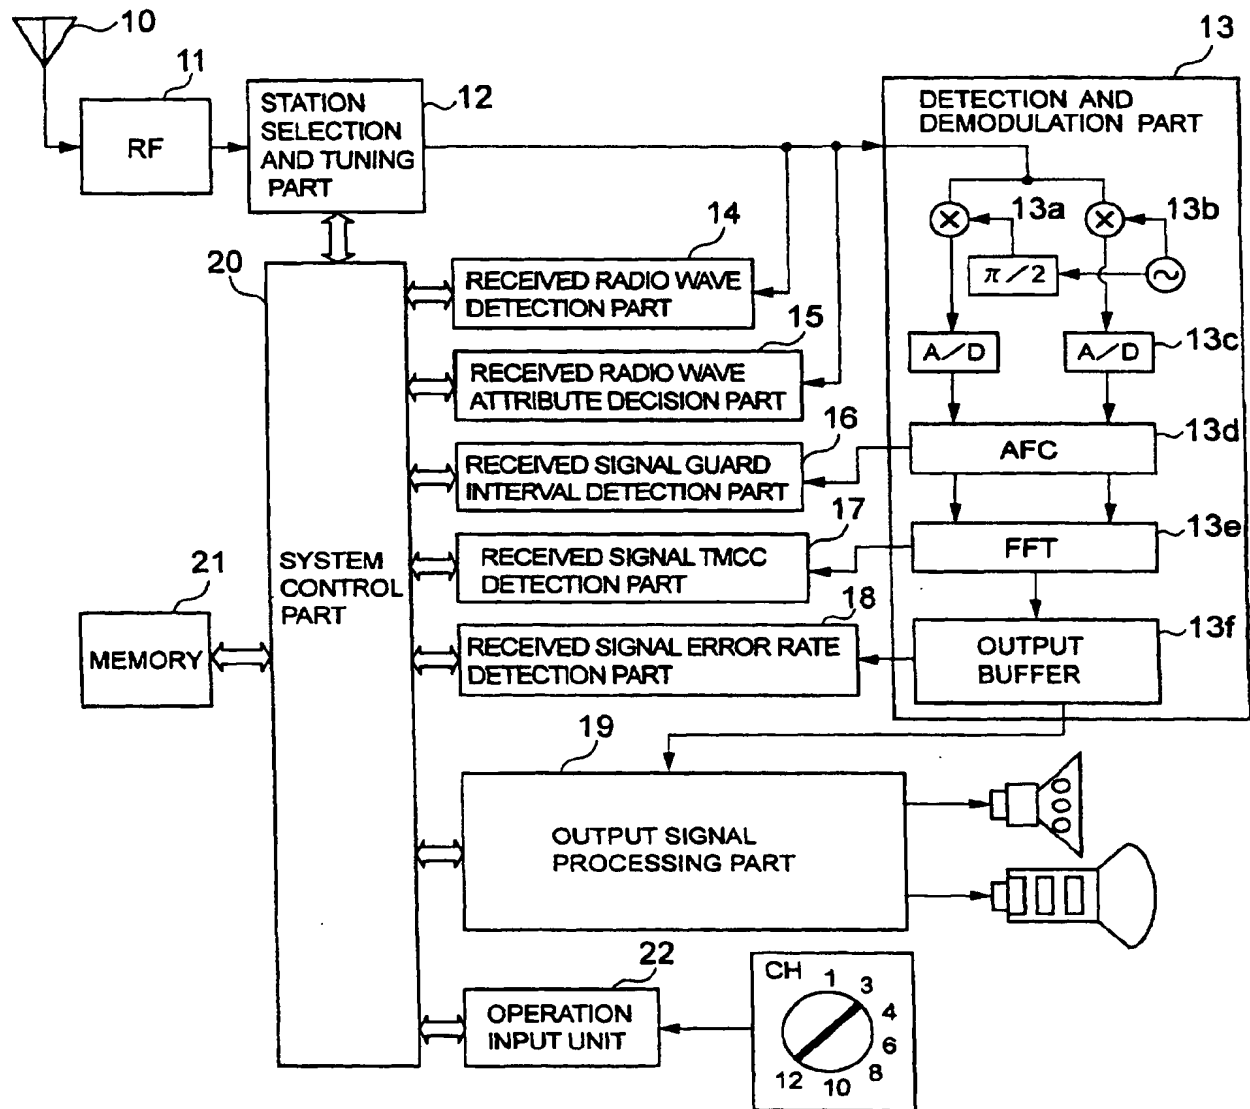 10
11
RF
STATION
SELECTION
AND TUNING
PART
12
13
DETECTION AND
DEMODULATION PART
13a
13b
π/2
A/D
A/D
13c
AFC
13d
FFT
13e
OUTPUT
BUFFER
13f
14
RECEIVED RADIO WAVE
DETECTION PART
15
RECEIVED RADIO WAVE
ATTRIBUTE DECISION PART
16
RECEIVED SIGNAL GUARD
INTERVAL DETECTION PART
17
RECEIVED SIGNAL TMCC
DETECTION PART
18
RECEIVED SIGNAL ERROR RATE
DETECTION PART
20
SYSTEM
CONTROL
PART
21
MEMORY
19
OUTPUT SIGNAL
PROCESSING PART
22
OPERATION
INPUT UNIT
CH
1
3
4
6
8
10
12